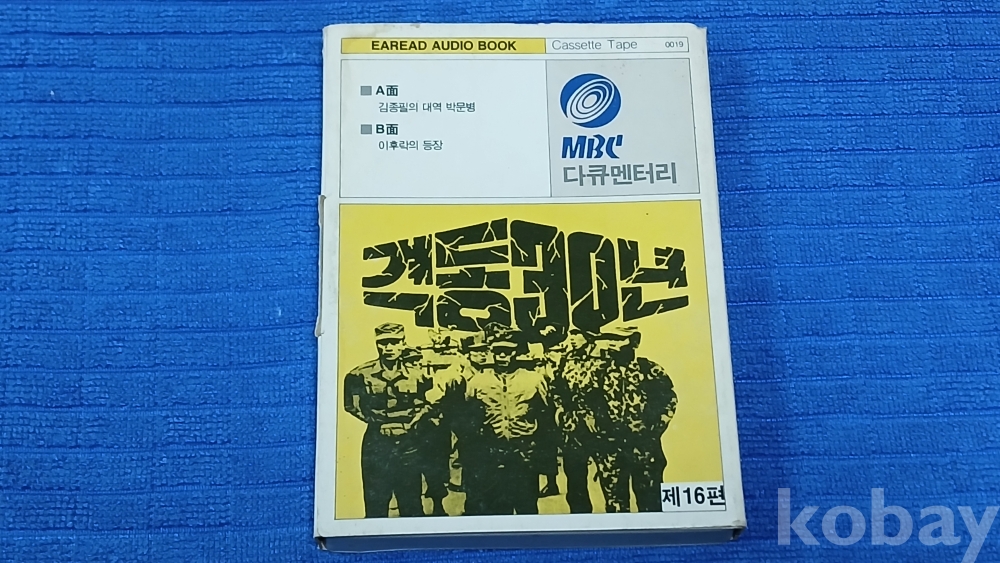 EAREAD AUDIO BOOK
Cassette Tape
0019
A面
김종필의 대역 박문병
B面
이후락의 등장
MBC
다큐멘터리
격동30년
제16편
kobay